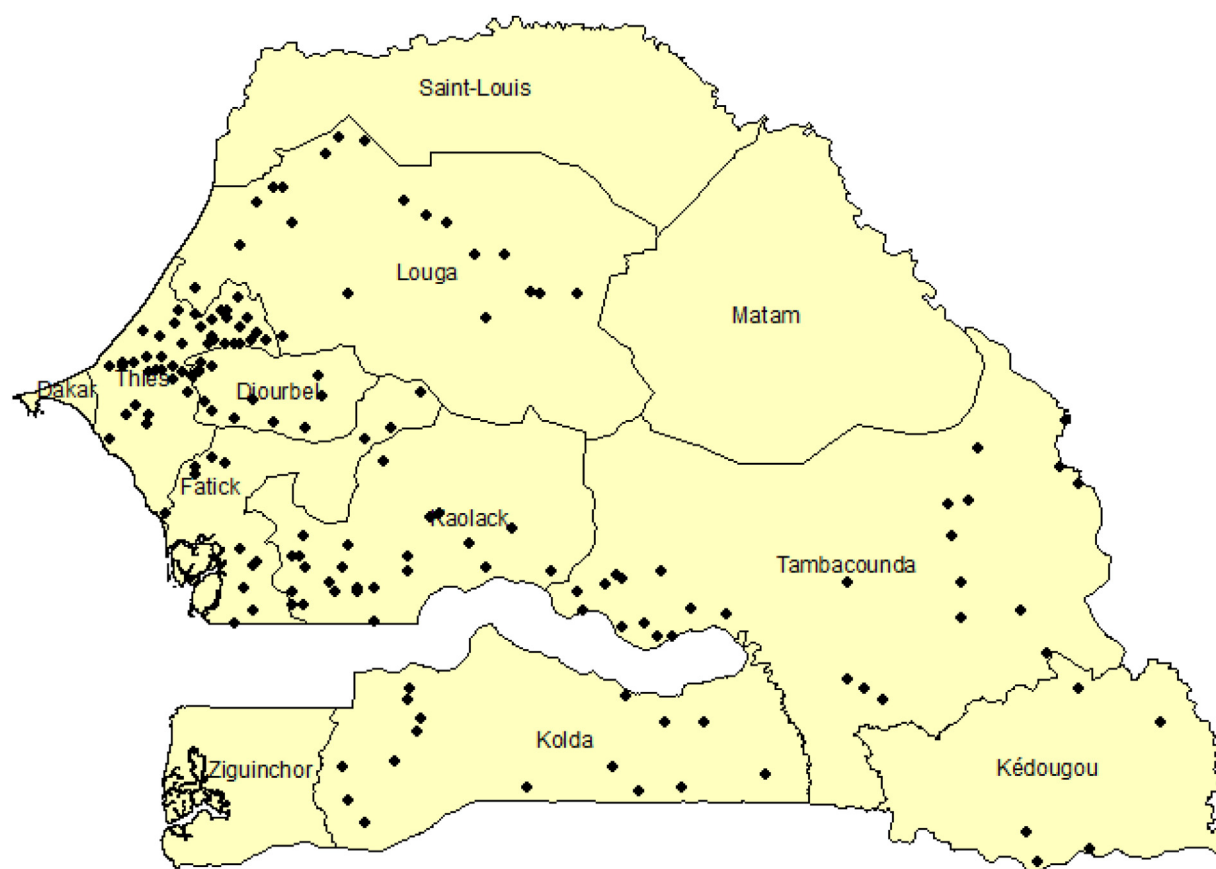 Saint-Louis
Louga
Matam
Dakar
Thies
Diourbel
Fatick
Kaolack
Tambacounda
Kolda
Ziguinchor
Kédougou